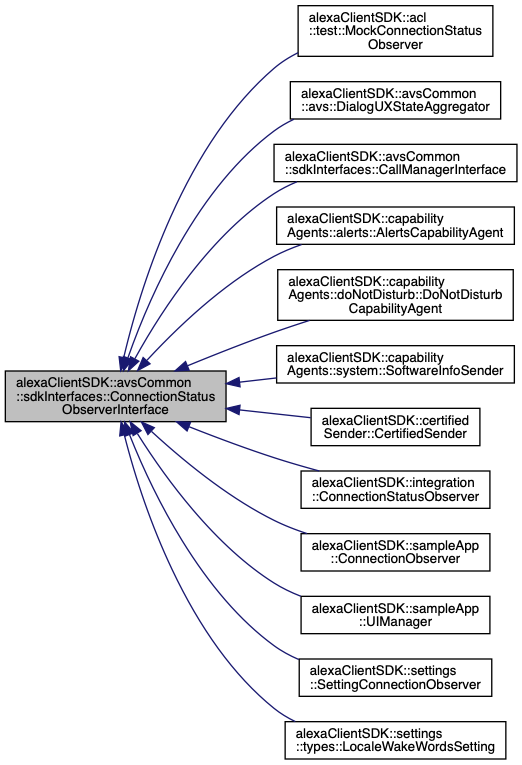 alexaClientSDK::acl
::test::MockConnectionStatus
Observer
alexaClientSDK::avsCommon
::avs::DialogUXStateAggregator
alexaClientSDK::avsCommon
::sdkInterfaces::CallManagerInterface
alexaClientSDK::capability
Agents::alerts::AlertsCapabilityAgent
alexaClientSDK::capability
Agents::doNotDisturb::DoNotDisturb
CapabilityAgent
alexaClientSDK::capability
Agents::system::SoftwareInfoSender
alexaClientSDK::avsCommon
::sdkInterfaces::ConnectionStatus
ObserverInterface
alexaClientSDK::certified
Sender::CertifiedSender
alexaClientSDK::integration
::ConnectionStatusObserver
alexaClientSDK::sampleApp
::ConnectionObserver
alexaClientSDK::sampleApp
::UIManager
alexaClientSDK::settings
::SettingConnectionObserver
alexaClientSDK::settings
::types::LocaleWakeWordsSetting